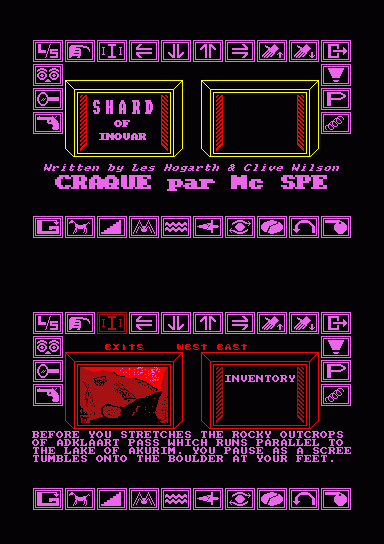 L/S
SHARD
OF
INOVAR
P
Written by Les Hogarth & Clive Wilson
CRAQUE par Mc SPE
L/S
EXITS WEST EAST
INVENTORY
P
BEFORE YOU STRETCHES THE ROCKY OUTCROPS
OF ADKLAART PASS WHICH RUNS PARALLEL TO
THE LAKE OF AKURIM. YOU PAUSE AS A SCREE
TUMBLES ONTO THE BOULDER AT YOUR FEET.